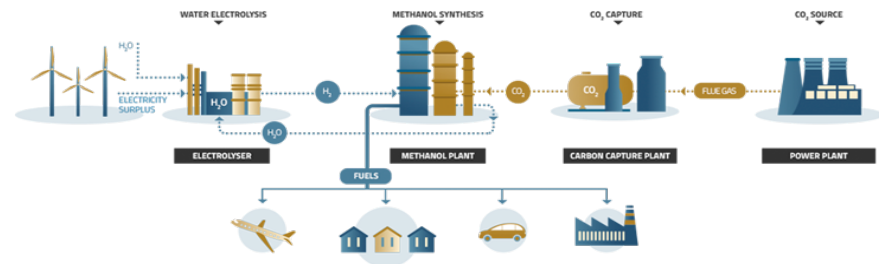 WATER ELECTROLYSIS
METHANOL SYNTHESIS
CO₂ CAPTURE
CO₂ SOURCE
H₂O
ELECTRICITY
SURPLUS
H₂O
H₂
CO₂
CO₂
FLUE GAS
H₂O
ELECTROLYSER
METHANOL PLANT
CARBON CAPTURE PLANT
POWER PLANT
FUELS